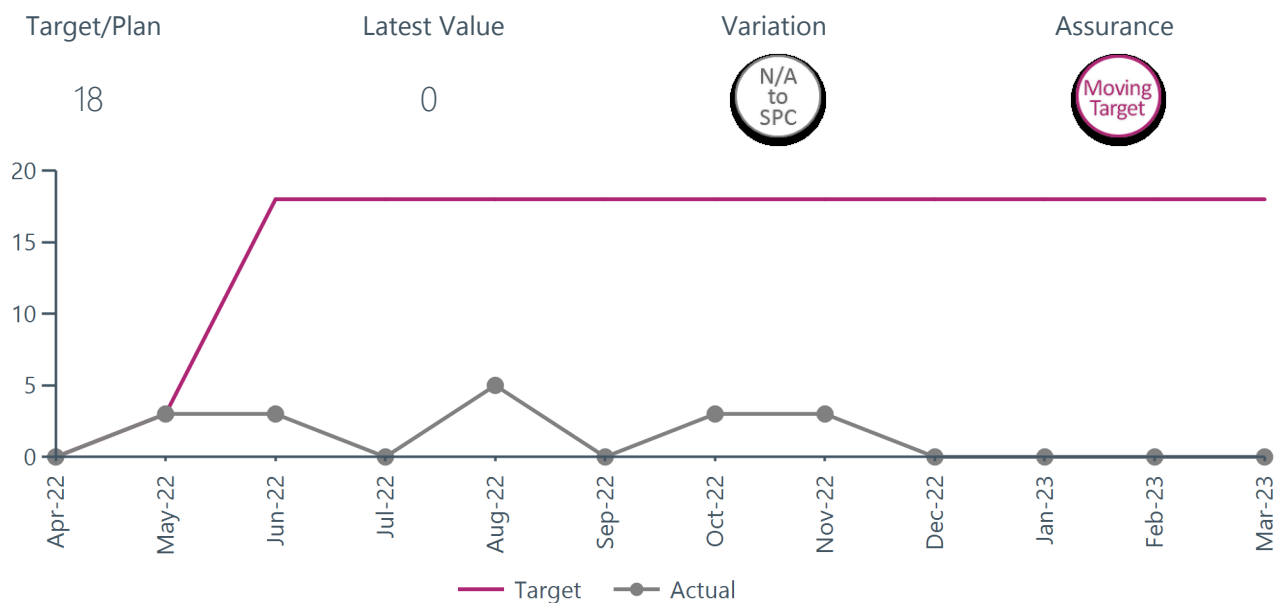 Target/Plan
Latest Value
Variation
Assurance
18
0
N/A
to
SPC
Moving
Target
20
15
10
5
0
Apr-22
May-22
Jun-22
Jul-22
Aug-22
Sep-22
Oct-22
Nov-22
Dec-22
Jan-23
Feb-23
Mar-23
Target
Actual